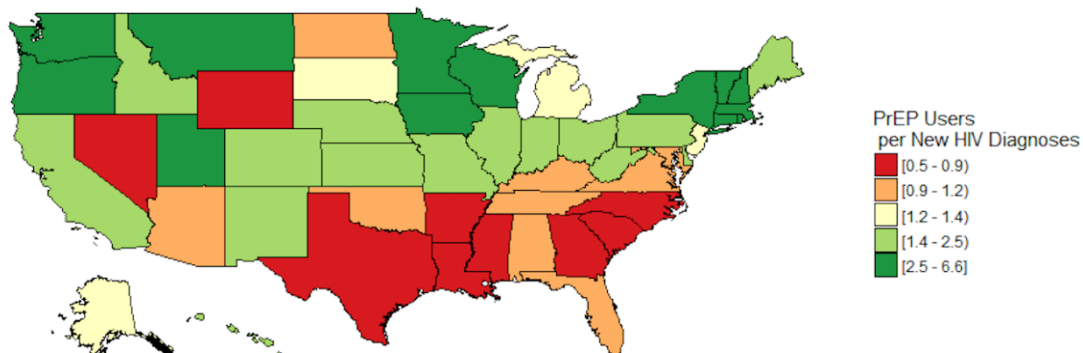 PrEP Users
per New HIV Diagnoses
[0.5 - 0.9)
[0.9 - 1.2)
[1.2 - 1.4)
[1.4 - 2.5)
[2.5 - 6.6]